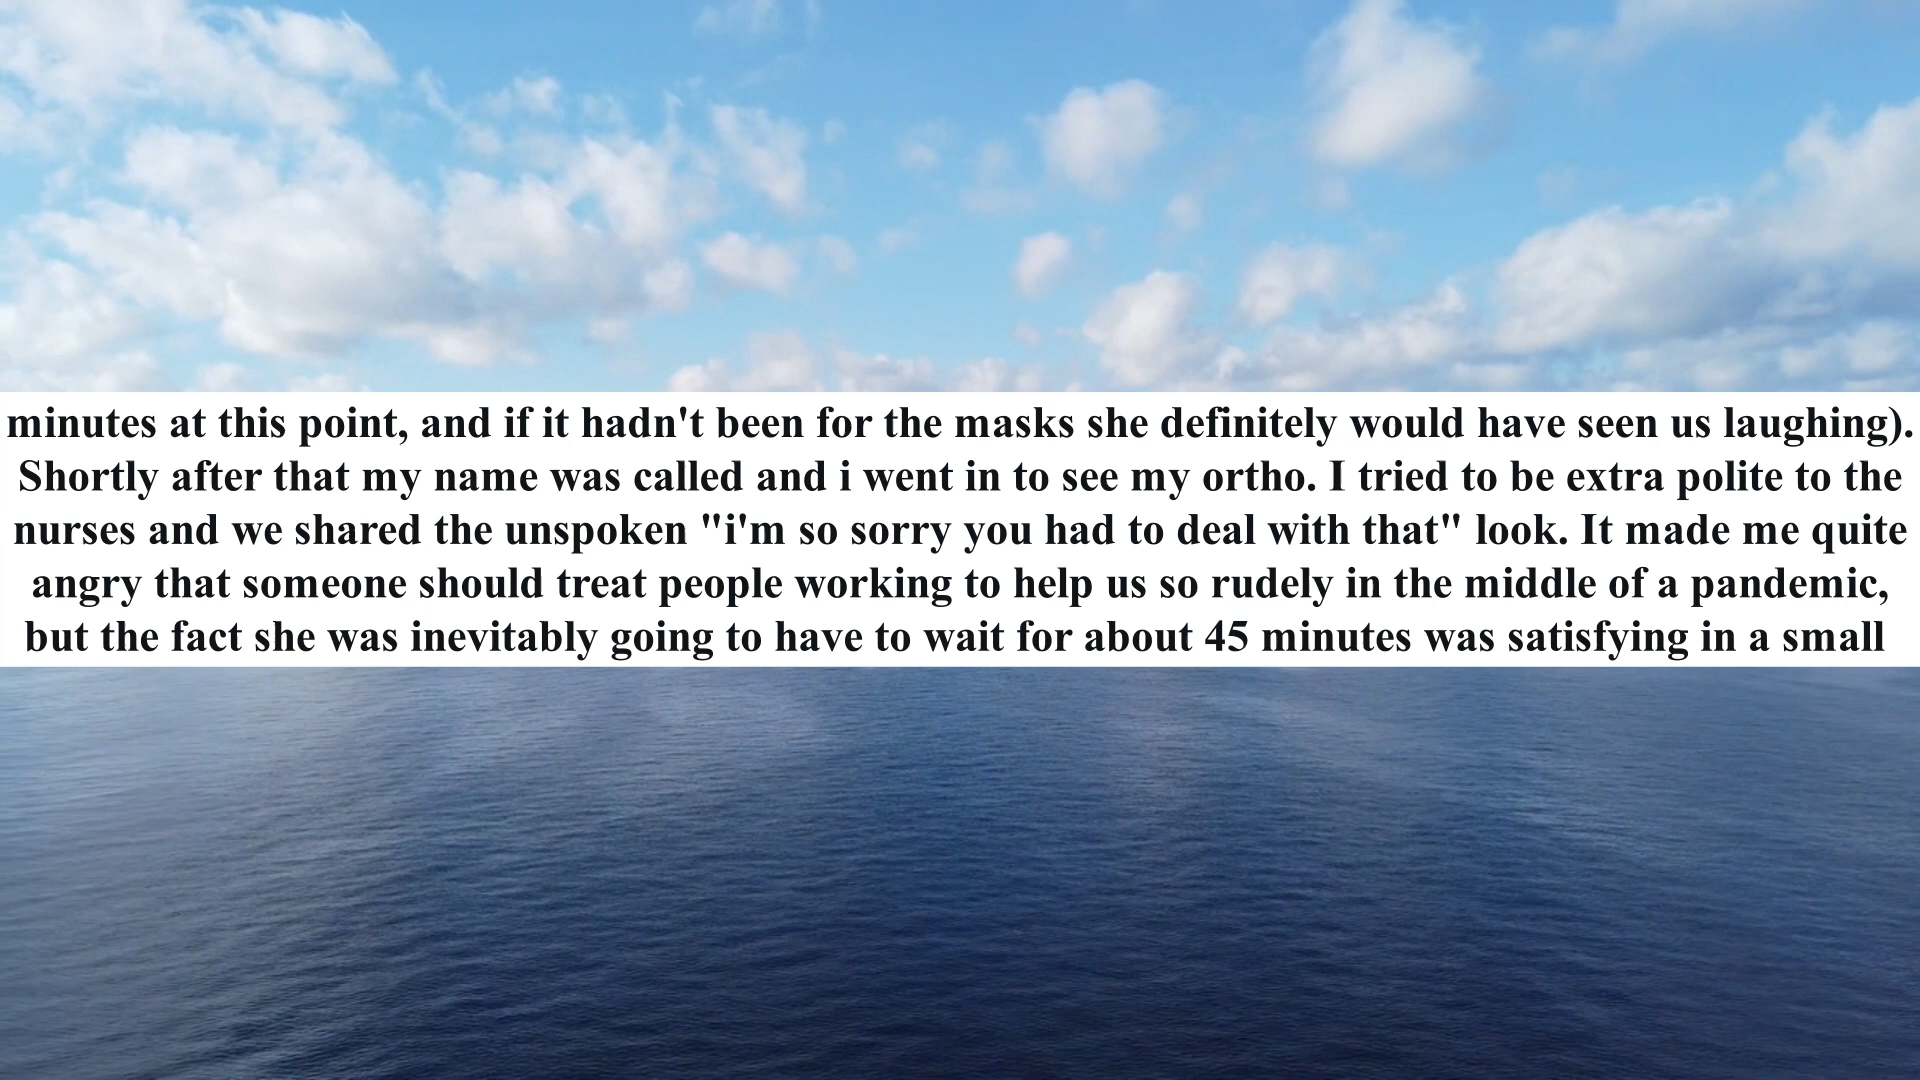 minutes at this point, and if it hadn't been for the masks she definitely would have seen us laughing).
Shortly after that my name was called and i went in to see my ortho. I tried to be extra polite to the
nurses and we shared the unspoken "i'm so sorry you had to deal with that" look. It made me quite
angry that someone should treat people working to help us so rudely in the middle of a pandemic,
but the fact she was inevitably going to have to wait for about 45 minutes was satisfying in a small